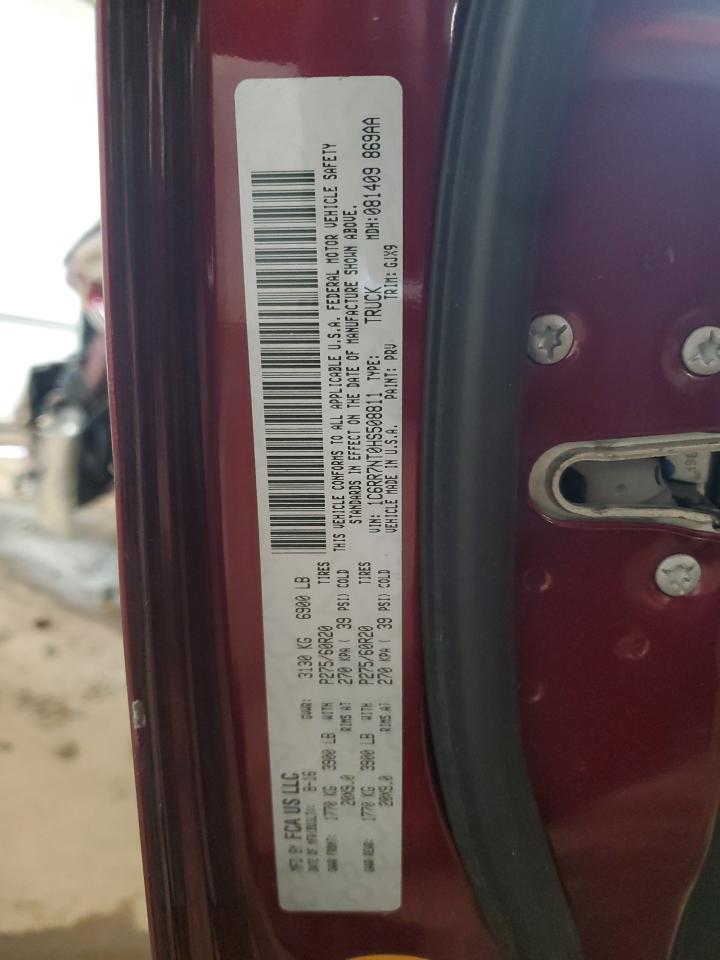 MFD BY FCA US LLC
DATE OF MFR(BUILT): 8-16 GVWR: 3130 KG 6900 LB
GAWR FRONT: 1770 KG 3900 LB WITH P275/60R20 TIRES
20X9.0 RIMS AT 270 KPA ( 39 PSI) COLD
GAWR REAR: 1770 KG 3900 LB WITH P275/60R20 TIRES
20X9.0 RIMS AT 270 KPA ( 39 PSI) COLD
THIS VEHICLE CONFORMS TO ALL APPLICABLE U.S.A. FEDERAL MOTOR VEHICLE SAFETY
STANDARDS IN EFFECT ON THE DATE OF MANUFACTURE SHOWN ABOVE.
VIN: 1C6RR7NT0HS508811 TYPE: TRUCK MDH:081409 869AA
VEHICLE MADE IN U.S.A. PAINT: PRV TRIM: GJX9